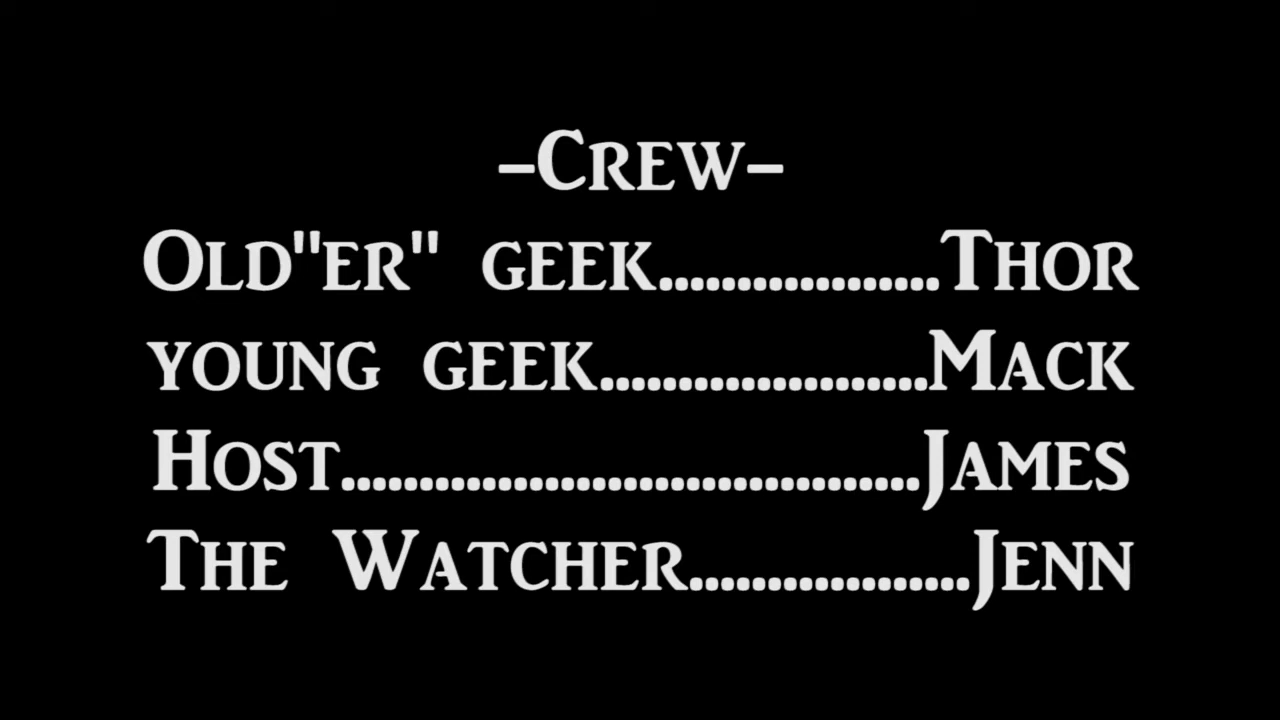 -Crew-
Old"er" geek..................Thor
young geek.....................Mack
Host.....................................James
The Watcher..................Jenn